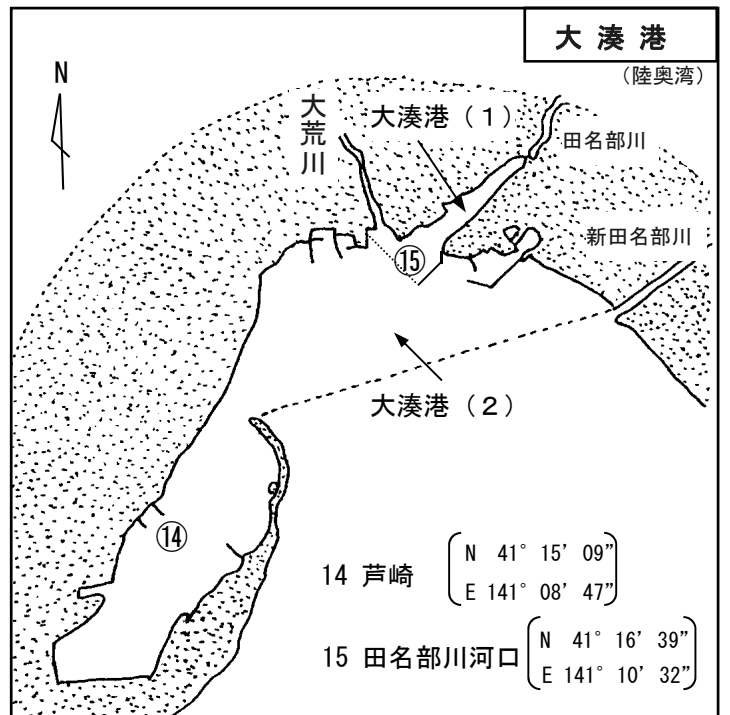 大湊港
（陸奥湾）
N
大荒川
大湊港（１）
田名部川
新田名部川
⑮
大湊港（２）
⑭
14 芦崎
N 41° 15′ 09”
E 141° 08′ 47”
15 田名部川河口
N 41° 16′ 39”
E 141° 10′ 32”